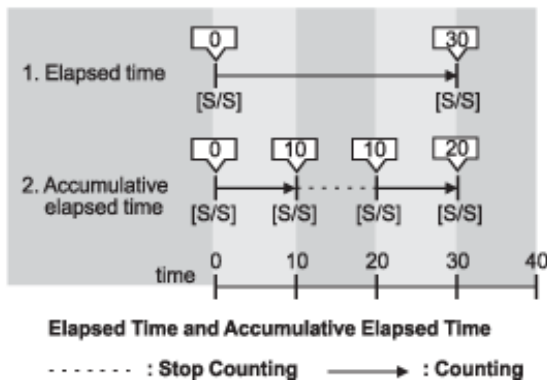 0 30
1. Elapsed time
[S/S] [S/S]
0 10 10 20
2. Accumulative
elapsed time
[S/S] [S/S] [S/S] [S/S]
0 10 20 30 40
time
Elapsed Time and Accumulative Elapsed Time
: Stop Counting : Counting